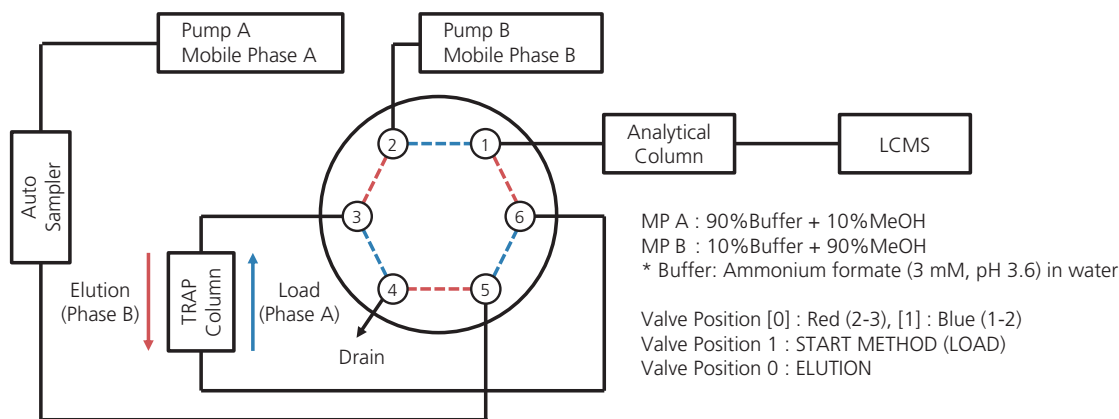 Pump A
Mobile Phase A
Pump B
Mobile Phase B
Auto
Sampler
2
1
Analytical
Column
LCMS
3
6
4
5
Elution
(Phase B)
TRAP
Column
Load
(Phase A)
Drain
MP A : 90%Buffer + 10%MeOH
MP B : 10%Buffer + 90%MeOH
* Buffer: Ammonium formate (3 mM, pH 3.6) in water
Valve Position [0] : Red (2-3), [1] : Blue (1-2)
Valve Position 1 : START METHOD (LOAD)
Valve Position 0 : ELUTION